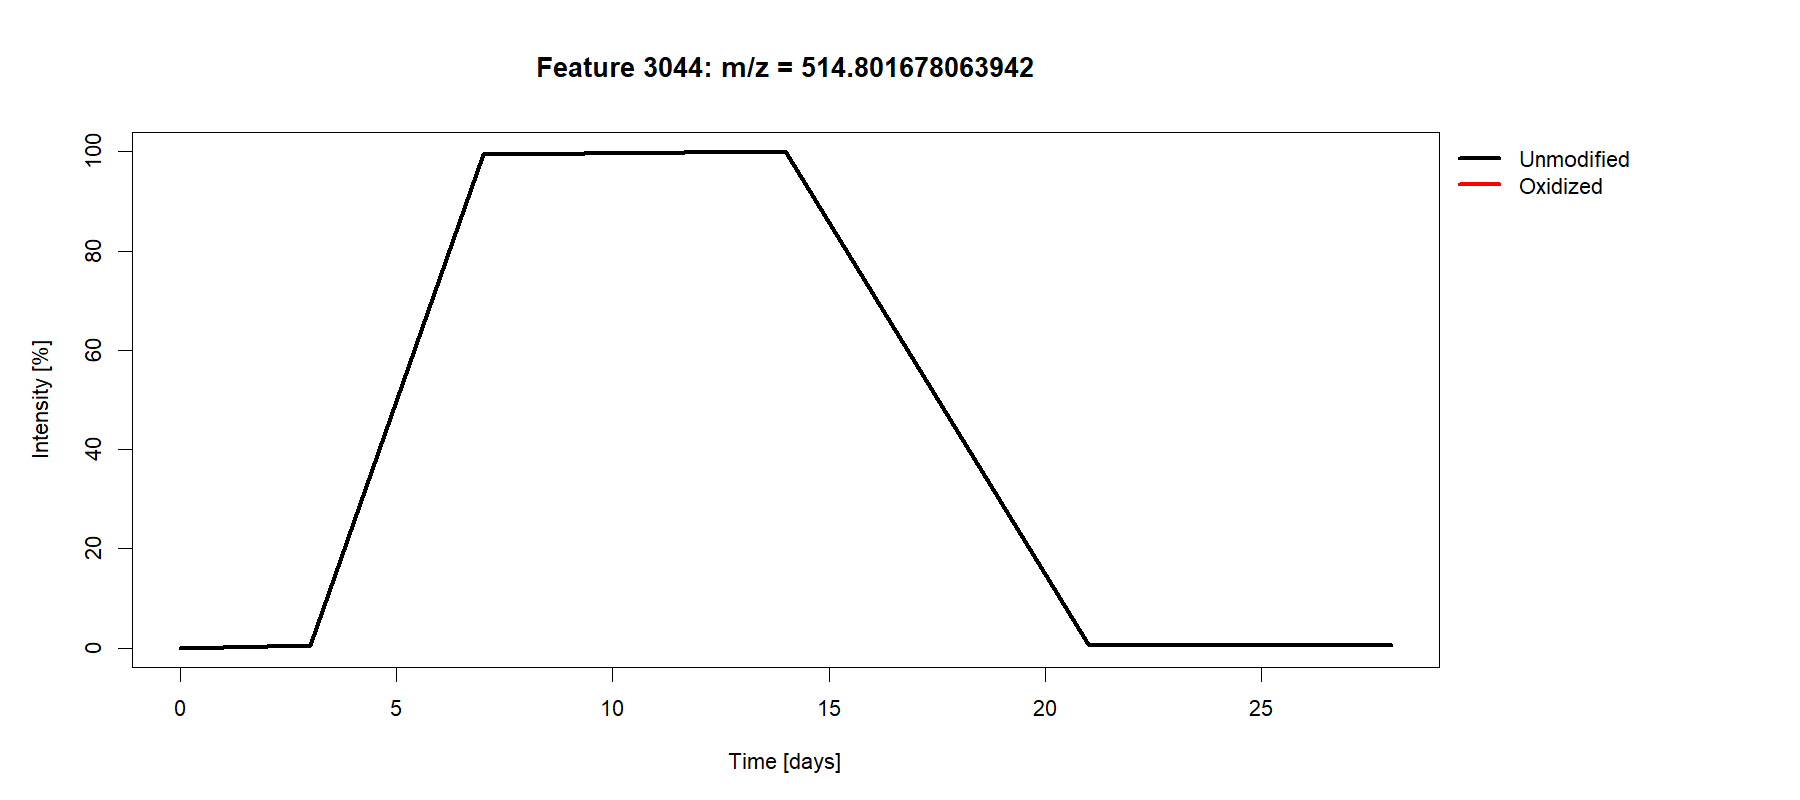 Feature 3044: m/z = 514.801678063942
Unmodified
Oxidized
Intensity [%]
100
80
60
40
20
0
0 5 10 15 20 25
Time [days]